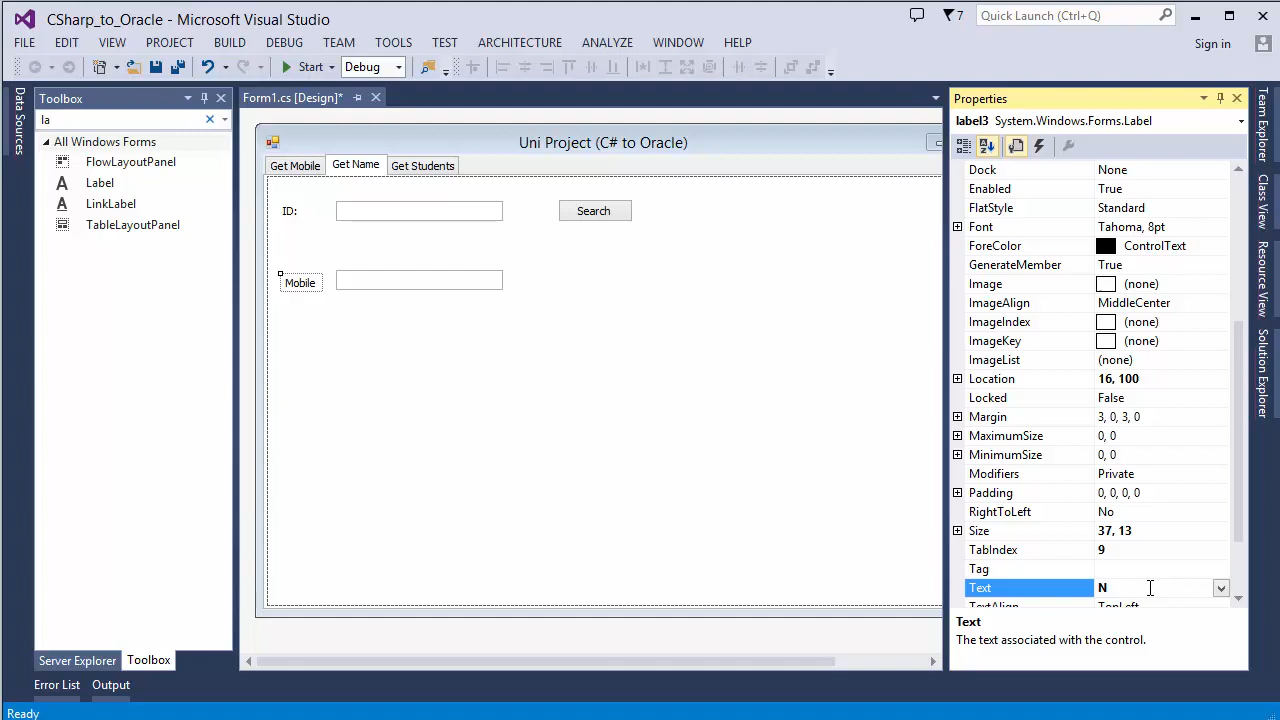 CSharp_to_Oracle - Microsoft Visual Studio
7
Quick Launch (Ctrl+Q)
FILE EDIT VIEW PROJECT BUILD DEBUG TEAM TOOLS TEST ARCHITECTURE ANALYZE WINDOW HELP
Sign in
Start Debug
Data Sources
Toolbox
la
All Windows Forms
FlowLayoutPanel
Label
LinkLabel
TableLayoutPanel
Server Explorer Toolbox
Form1.cs [Design]*
Uni Project (C# to Oracle)
Get Mobile Get Name Get Students
ID: Search
Mobile
Properties
label3 System.Windows.Forms.Label
Dock None
Enabled True
FlatStyle Standard
Font Tahoma, 8pt
ForeColor ControlText
GenerateMember True
Image (none)
ImageAlign MiddleCenter
ImageIndex (none)
ImageKey (none)
ImageList (none)
Location 16, 100
Locked False
Margin 3, 0, 3, 0
MaximumSize 0, 0
MinimumSize 0, 0
Modifiers Private
Padding 0, 0, 0, 0
RightToLeft No
Size 37, 13
TabIndex 9
Tag
Text N
TextAlign TopLeft
Text
The text associated with the control.
Team Explorer
Class View
Resource View
Solution Explorer
Error List Output
Ready